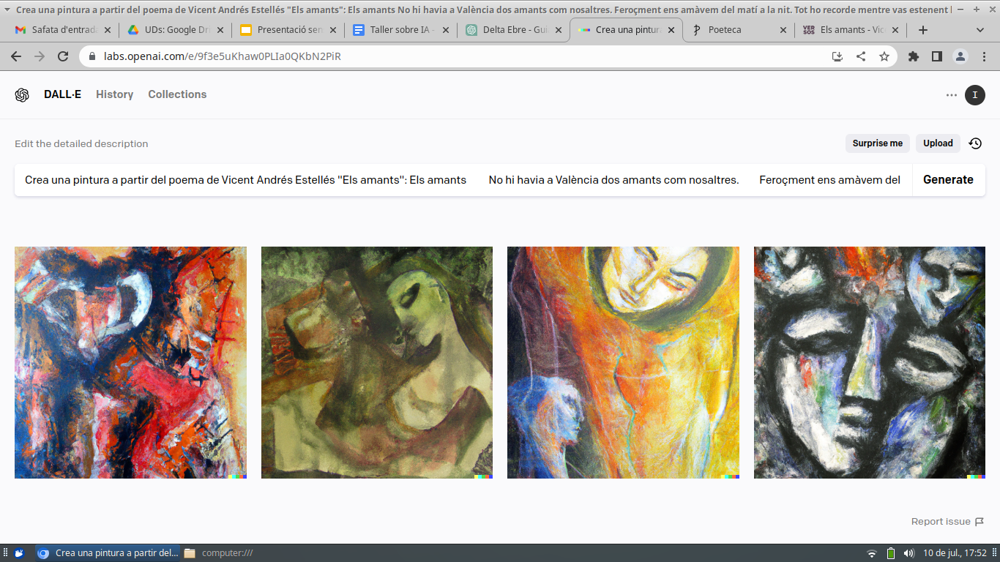 Crea una pintura a partir del poema de Vicent Andrés Estellés "Els amants": Els amants No hi havia a València dos amants com nosaltres. Feroçment ens amàvem del matí a la nit. Tot ho recorde mentre vas estenent l
Safata d'entrada
UDs: Google Dri
Presentació sen
Taller sobre IA -
Delta Ebre - Gui
Crea una pintura
Poeteca
Els amants - Vic
labs.openai.com/e/9f3e5uKhaw0PLIa0QKbN2PiR
DALL·E History Collections
I
Edit the detailed description
Surprise me
Upload
Crea una pintura a partir del poema de Vicent Andrés Estellés "Els amants": Els amants No hi havia a València dos amants com nosaltres. Feroçment ens amàvem del
Generate
Report issue
Crea una pintura a partir del...
computer:///
10 de jul., 17:52